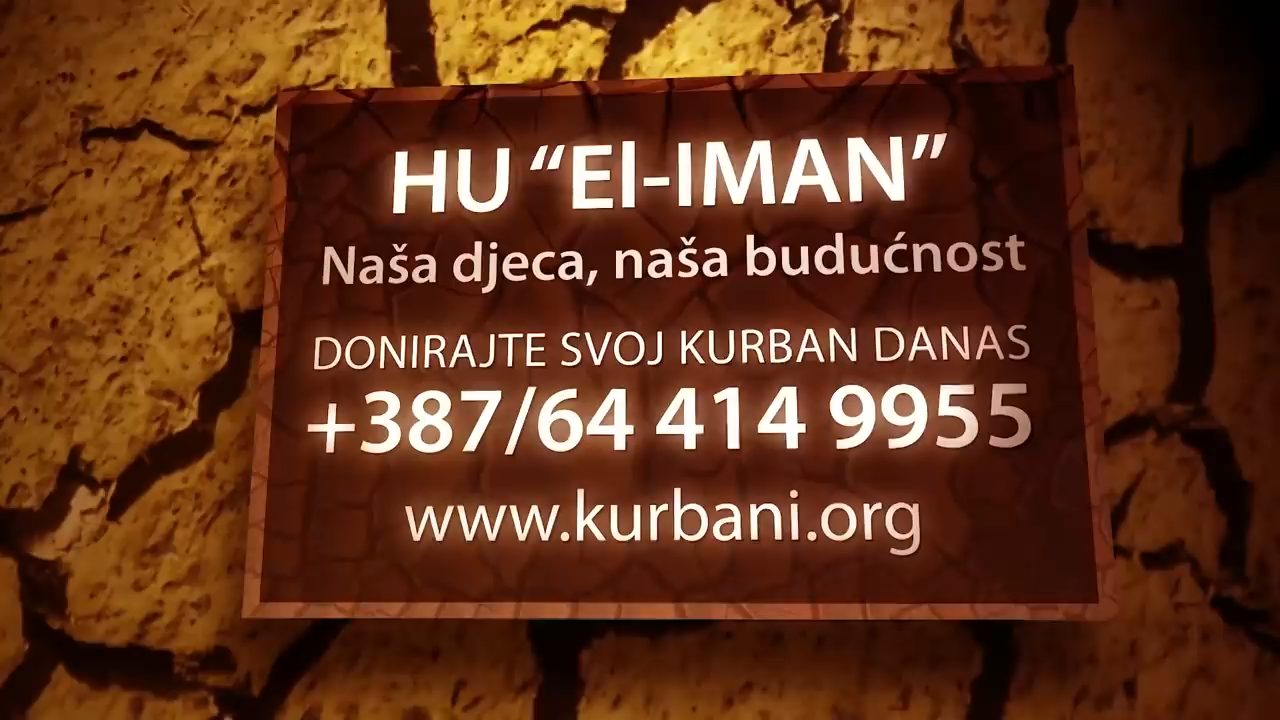 HU “El-IMAN”
Naša djeca, naša budućnost
DONIRAJTE SVOJ KURBAN DANAS
+387/64 414 9955
www.kurbani.org